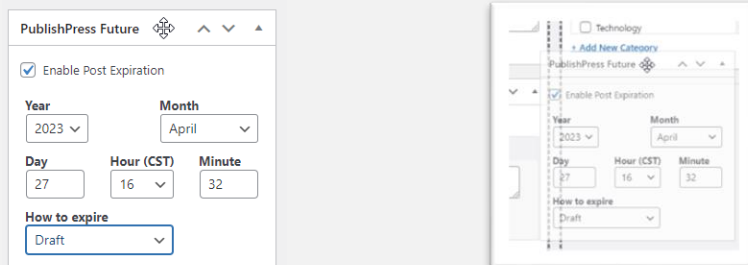 PublishPress Future
Enable Post Expiration
Year Month
2023 April
Day Hour (CST) Minute
27 16 32
How to expire
Draft
Technology
+ Add New Category
PublishPress Future
Enable Post Expiration
Year Month
2023 April
Day Hour (CST) Minute
27 16 32
How to expire
Draft